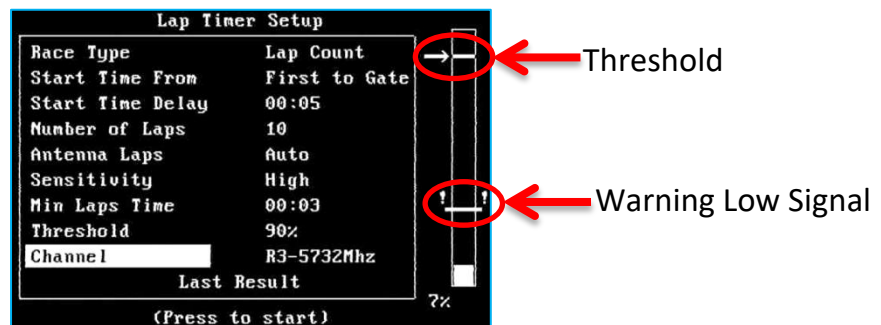 Lap Timer Setup
Race Type Lap Count
Start Time From First to Gate
Start Time Delay 00:05
Number of Laps 10
Antenna Laps Auto
Sensitivity High
Min Laps Time 00:03
Threshold 90%
Channel R3-5732Mhz
Last Result
(Press to start)
7%
→
Threshold
! !
Warning Low Signal